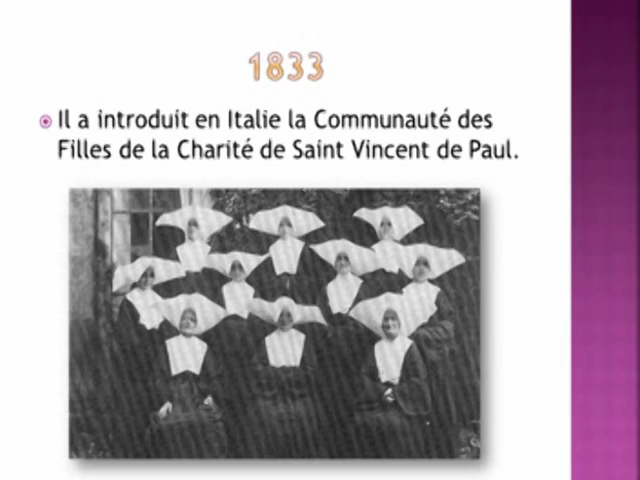 1833
Il a introduit en Italie la Communauté des
Filles de la Charité de Saint Vincent de Paul.